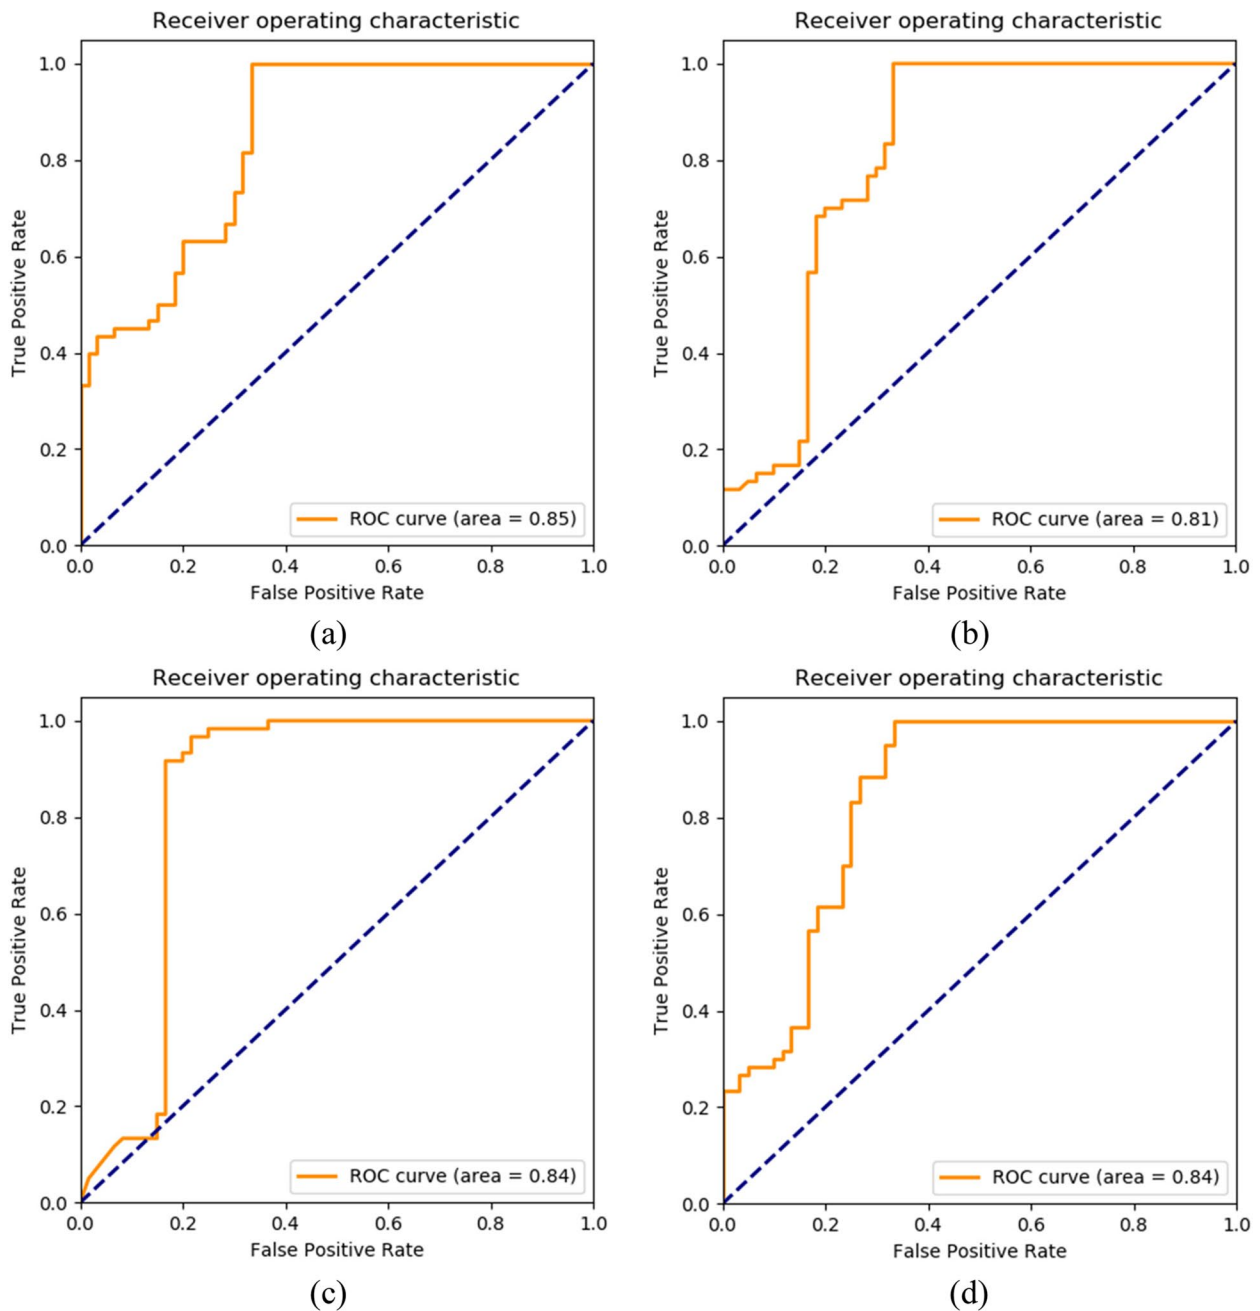 Receiver operating characteristic
1.0
0.8
0.6
0.4
0.2
0.0
True Positive Rate
ROC curve (area = 0.85)
0.0 0.2 0.4 0.6 0.8 1.0
False Positive Rate
(a)
Receiver operating characteristic
1.0
0.8
0.6
0.4
0.2
0.0
True Positive Rate
ROC curve (area = 0.81)
0.0 0.2 0.4 0.6 0.8 1.0
False Positive Rate
(b)
Receiver operating characteristic
1.0
0.8
0.6
0.4
0.2
0.0
True Positive Rate
ROC curve (area = 0.84)
0.0 0.2 0.4 0.6 0.8 1.0
False Positive Rate
(c)
Receiver operating characteristic
1.0
0.8
0.6
0.4
0.2
0.0
True Positive Rate
ROC curve (area = 0.84)
0.0 0.2 0.4 0.6 0.8 1.0
False Positive Rate
(d)